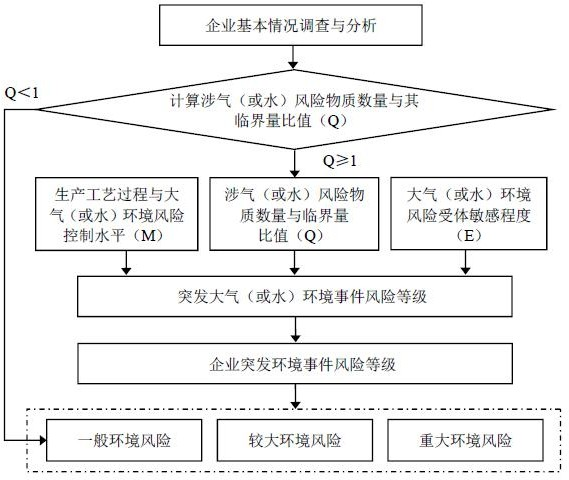 企业基本情况调查与分析
Q＜1
计算涉气（或水）风险物质数量与其
临界量比值（Q）
Q≥1
生产工艺过程与大
气（或水）环境风险
控制水平（M）
涉气（或水）风险物
质数量与临界量
比值（Q）
大气（或水）环境
风险受体敏感程度
（E）
突发大气（或水）环境事件风险等级
企业突发环境事件风险等级
一般环境风险
较大环境风险
重大环境风险